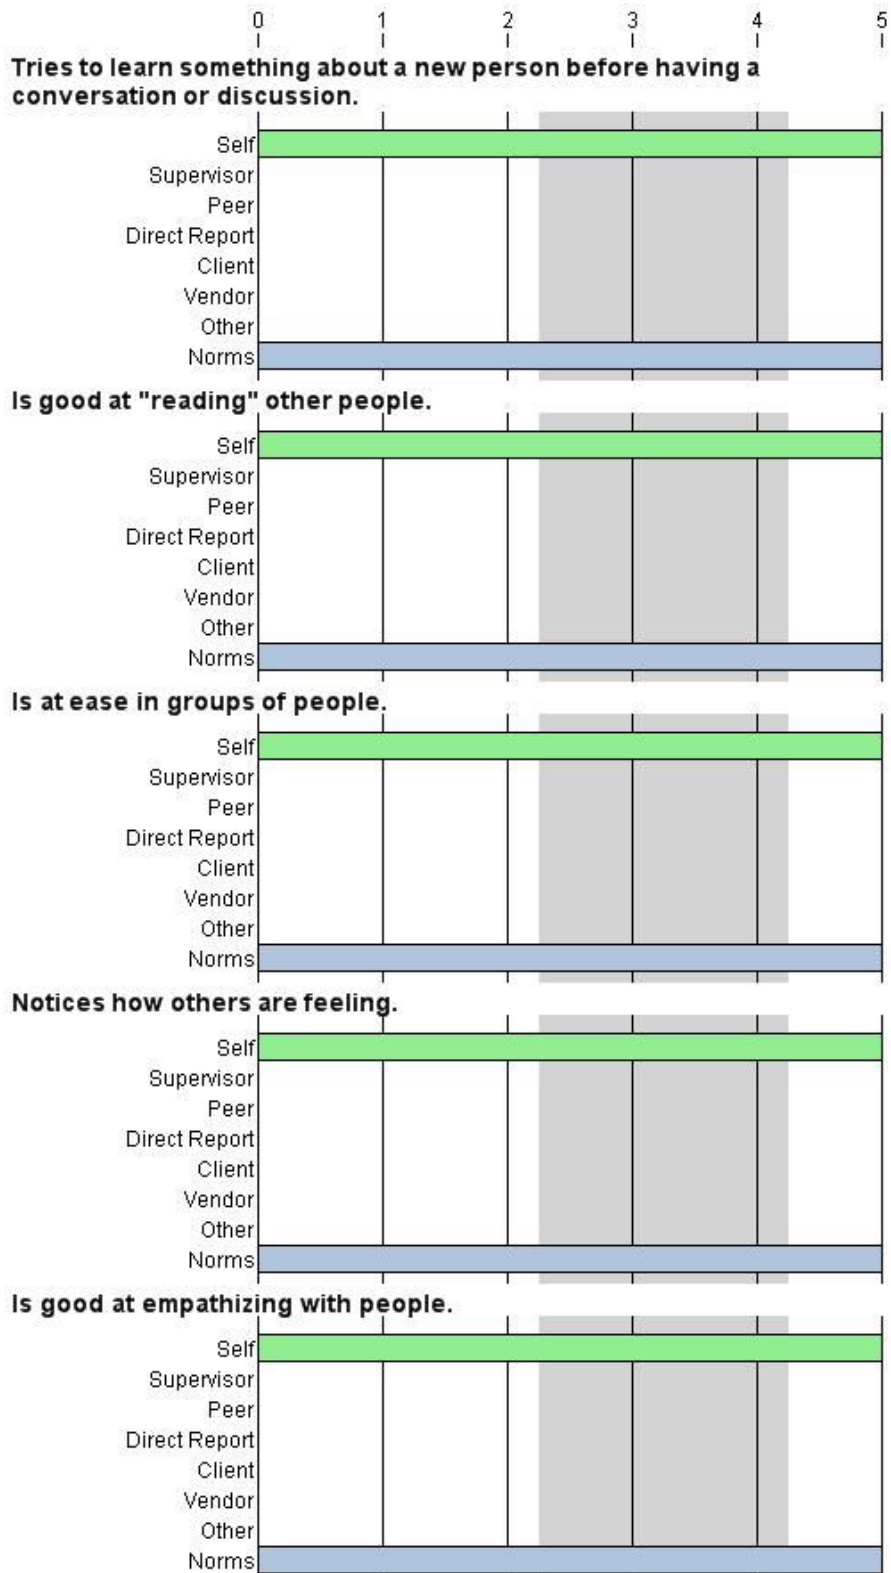 0 1 2 3 4 5
Tries to learn something about a new person before having a
conversation or discussion.
Self
Supervisor
Peer
Direct Report
Client
Vendor
Other
Norms
Is good at "reading" other people.
Self
Supervisor
Peer
Direct Report
Client
Vendor
Other
Norms
Is at ease in groups of people.
Self
Supervisor
Peer
Direct Report
Client
Vendor
Other
Norms
Notices how others are feeling.
Self
Supervisor
Peer
Direct Report
Client
Vendor
Other
Norms
Is good at empathizing with people.
Self
Supervisor
Peer
Direct Report
Client
Vendor
Other
Norms